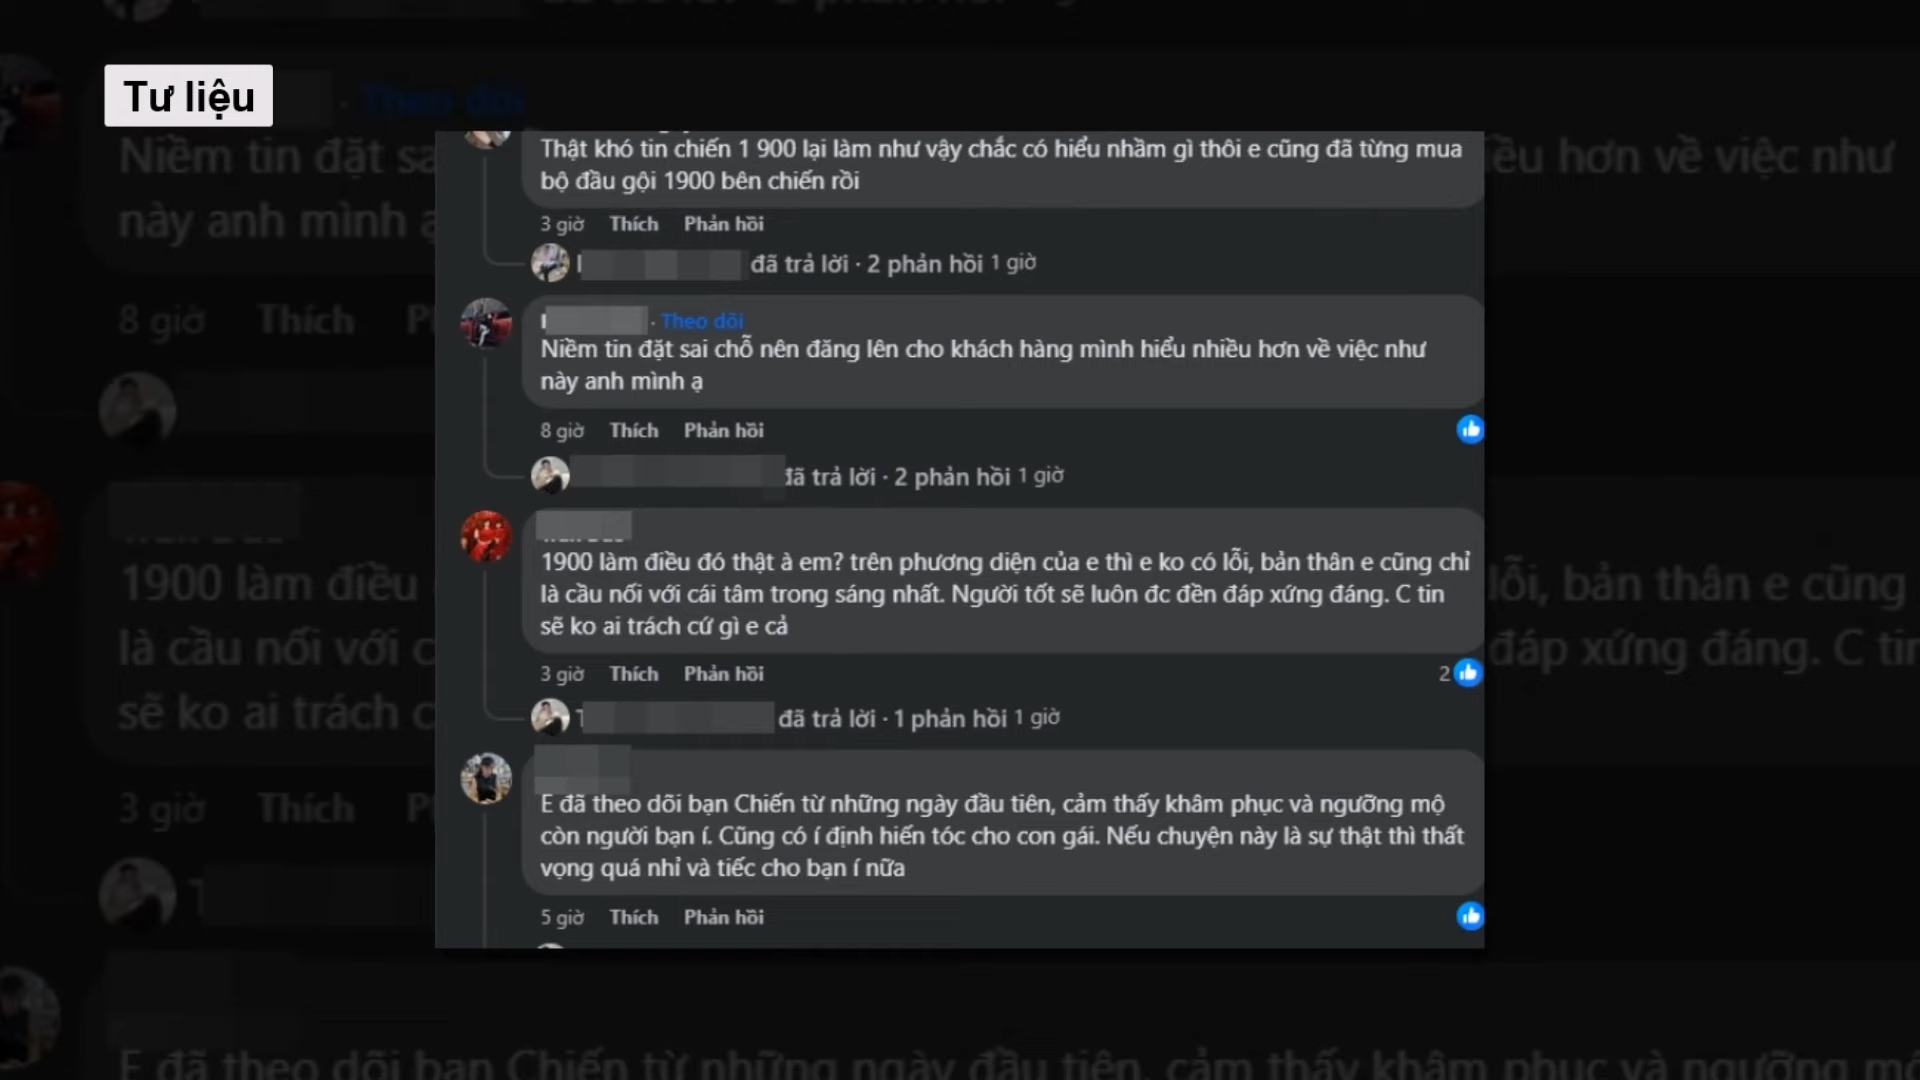 Tư liệu
Thật khó tin chiến 1 900 lại làm như vậy chắc có hiểu nhầm gì thôi e cũng đã từng mua
bộ đầu gội 1900 bên chiến rồi
3 giờ Thích Phản hồi
đã trả lời · 2 phản hồi 1 giờ
· Theo dõi
Niềm tin đặt sai chỗ nên đăng lên cho khách hàng mình hiểu nhiều hơn về việc như
này anh mình ạ
8 giờ Thích Phản hồi
đã trả lời · 2 phản hồi 1 giờ
1900 làm điều đó thật à em? trên phương diện của e thì e ko có lỗi, bản thân e cũng chỉ
là cầu nối với cái tâm trong sáng nhất. Người tốt sẽ luôn đc đền đáp xứng đáng. C tin
sẽ ko ai trách cứ gì e cả
3 giờ Thích Phản hồi 2
T đã trả lời · 1 phản hồi 1 giờ
E đã theo dõi bạn Chiến từ những ngày đầu tiên, cảm thấy khâm phục và ngưỡng mộ
còn người bạn í. Cũng có í định hiến tóc cho con gái. Nếu chuyện này là sự thật thì thất
vọng quá nhỉ và tiếc cho bạn í nữa
5 giờ Thích Phản hồi